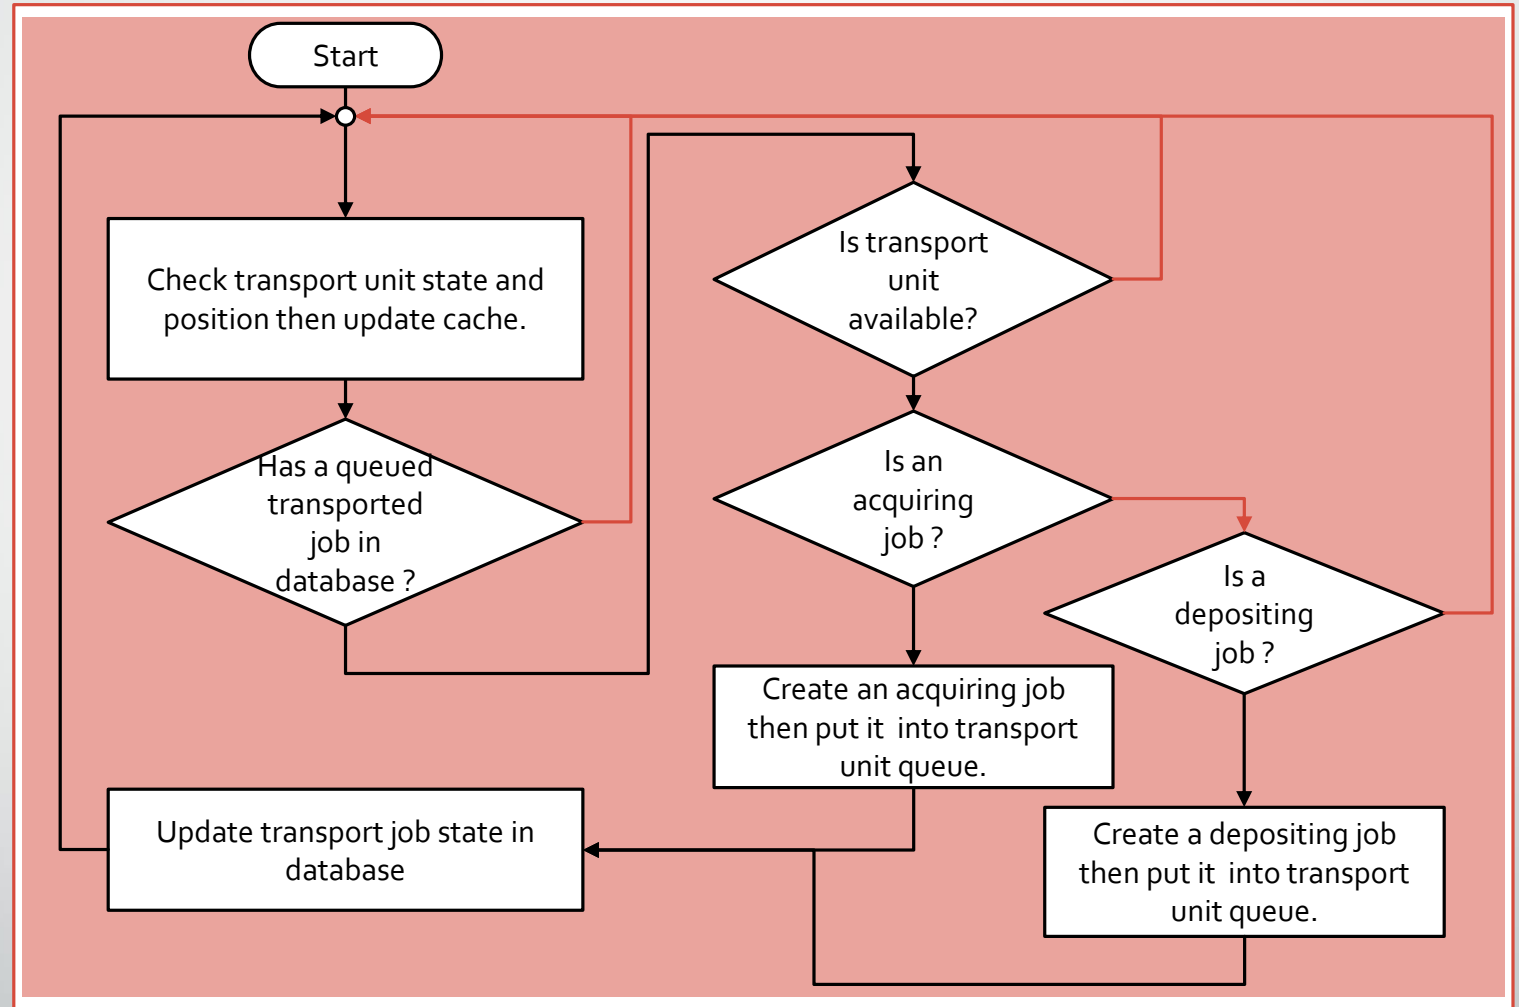 Start
Check transport unit state and
position then update cache.
Has a queued
transported
job in
database ?
Is transport
unit
available?
Is an
acquiring
job ?
Is a
depositing
job ?
Create an acquiring job
then put it  into transport
unit queue.
Create a depositing job
then put it  into transport
unit queue.
Update transport job state in
database